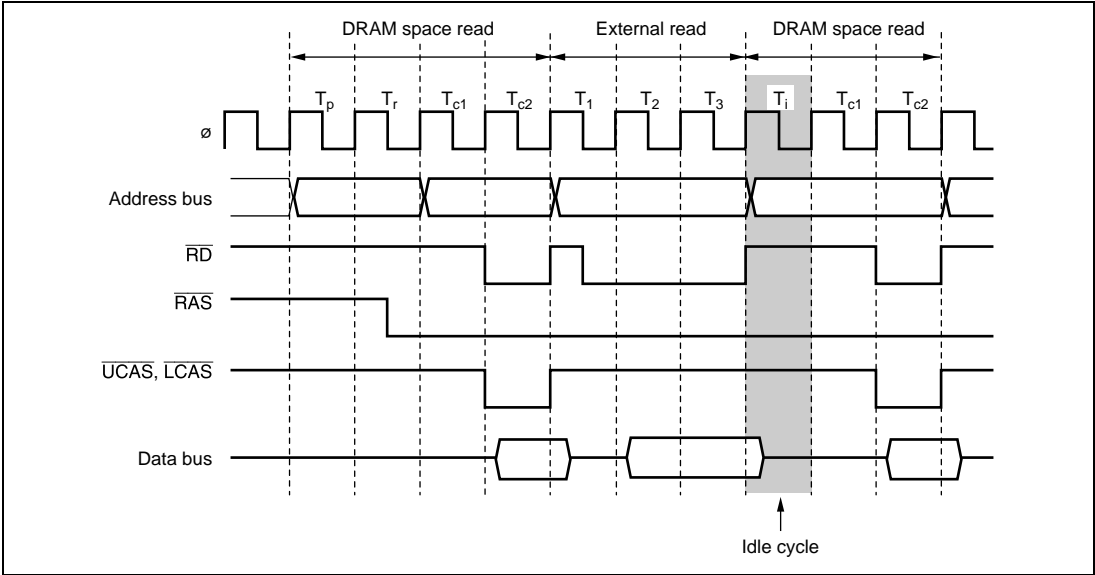 DRAM space read External read DRAM space read
Tp Tr Tc1 Tc2 T1 T2 T3 Ti Tc1 Tc2
ø
Address bus
RD
RAS
UCAS, LCAS
Data bus
Idle cycle